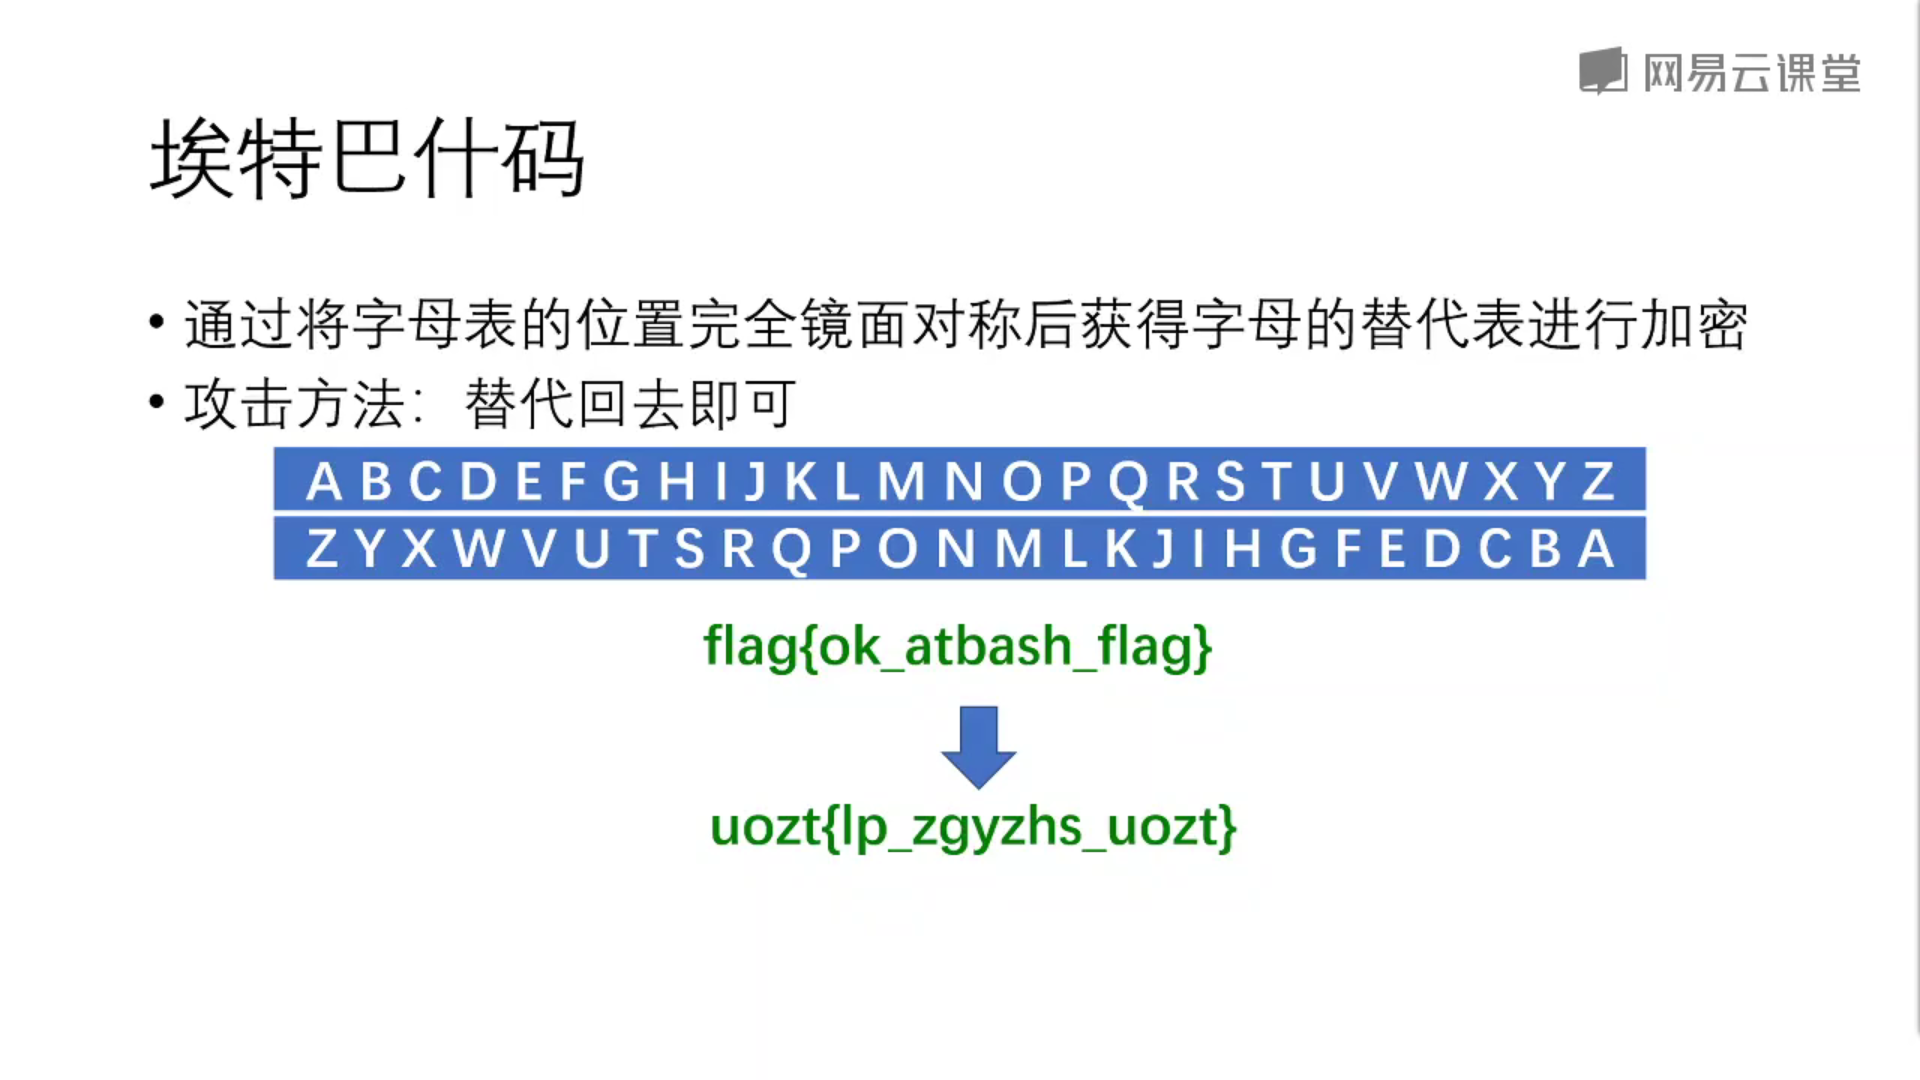 网易云课堂
埃特巴什码
• 通过将字母表的位置完全镜面对称后获得字母的替代表进行加密
• 攻击方法：替代回去即可
A B C D E F G H I J K L M N O P Q R S T U V W X Y Z
Z Y X W V U T S R Q P O N M L K J I H G F E D C B A
flag{ok_atbash_flag}
uozt{lp_zgyzhs_uozt}